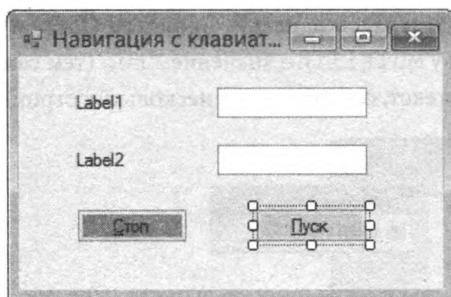 Навигация с клавиат...
Label1
Label2
Стоп
Пуск